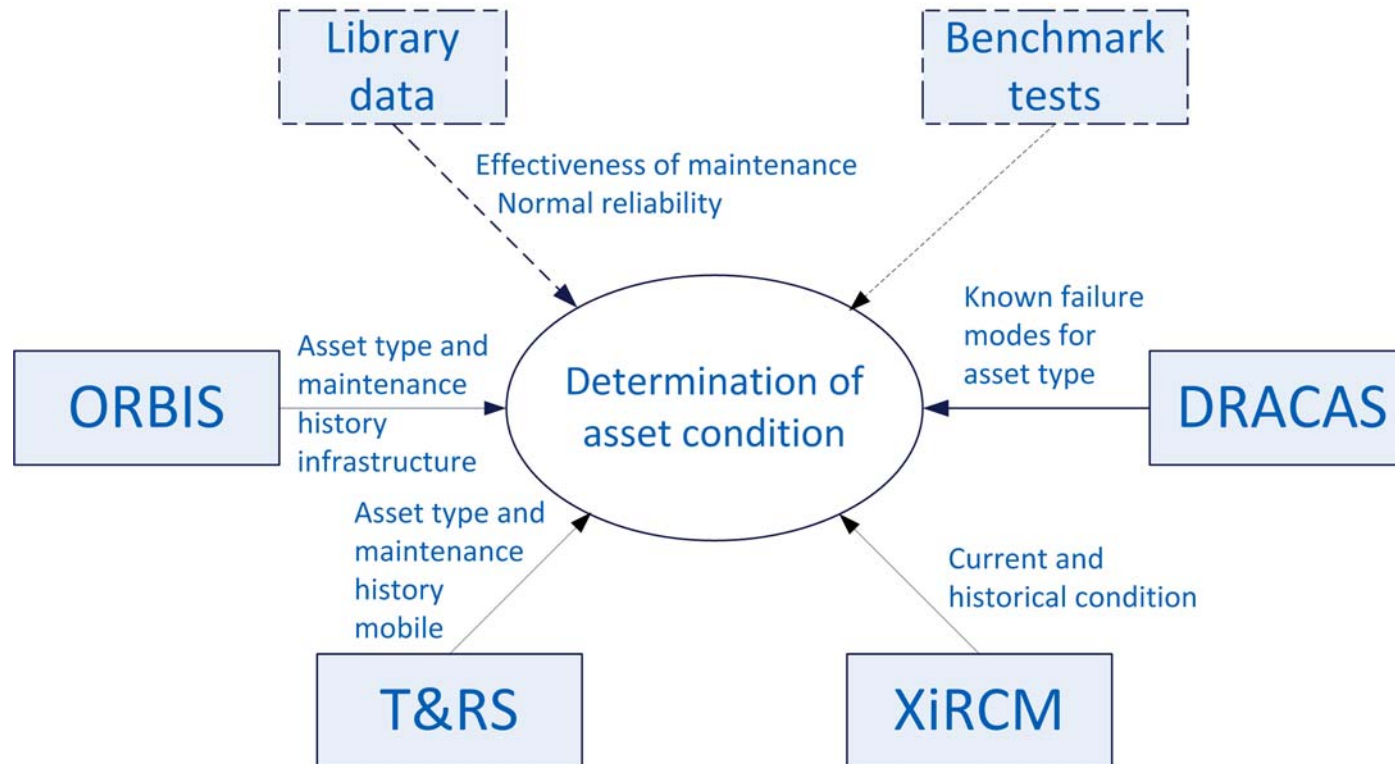 Library
data
Benchmark
tests
Effectiveness of maintenance
Normal reliability
Known failure
modes for
asset type
Asset type and
maintenance
history
infrastructure
ORBIS
Determination of
asset condition
DRACAS
Asset type and
maintenance
history
mobile
Current and
historical condition
T&RS
XiRCM